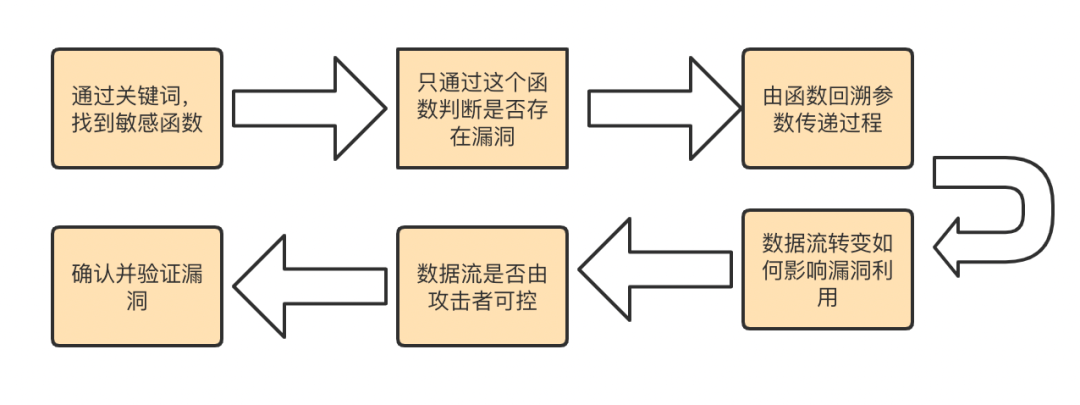 通过关键词，
找到敏感函数
只通过这个函
数判断是否存
在漏洞
由函数回溯参
数传递过程
数据流转变如
何影响漏洞利
用
数据流是否由
攻击者可控
确认并验证漏
洞